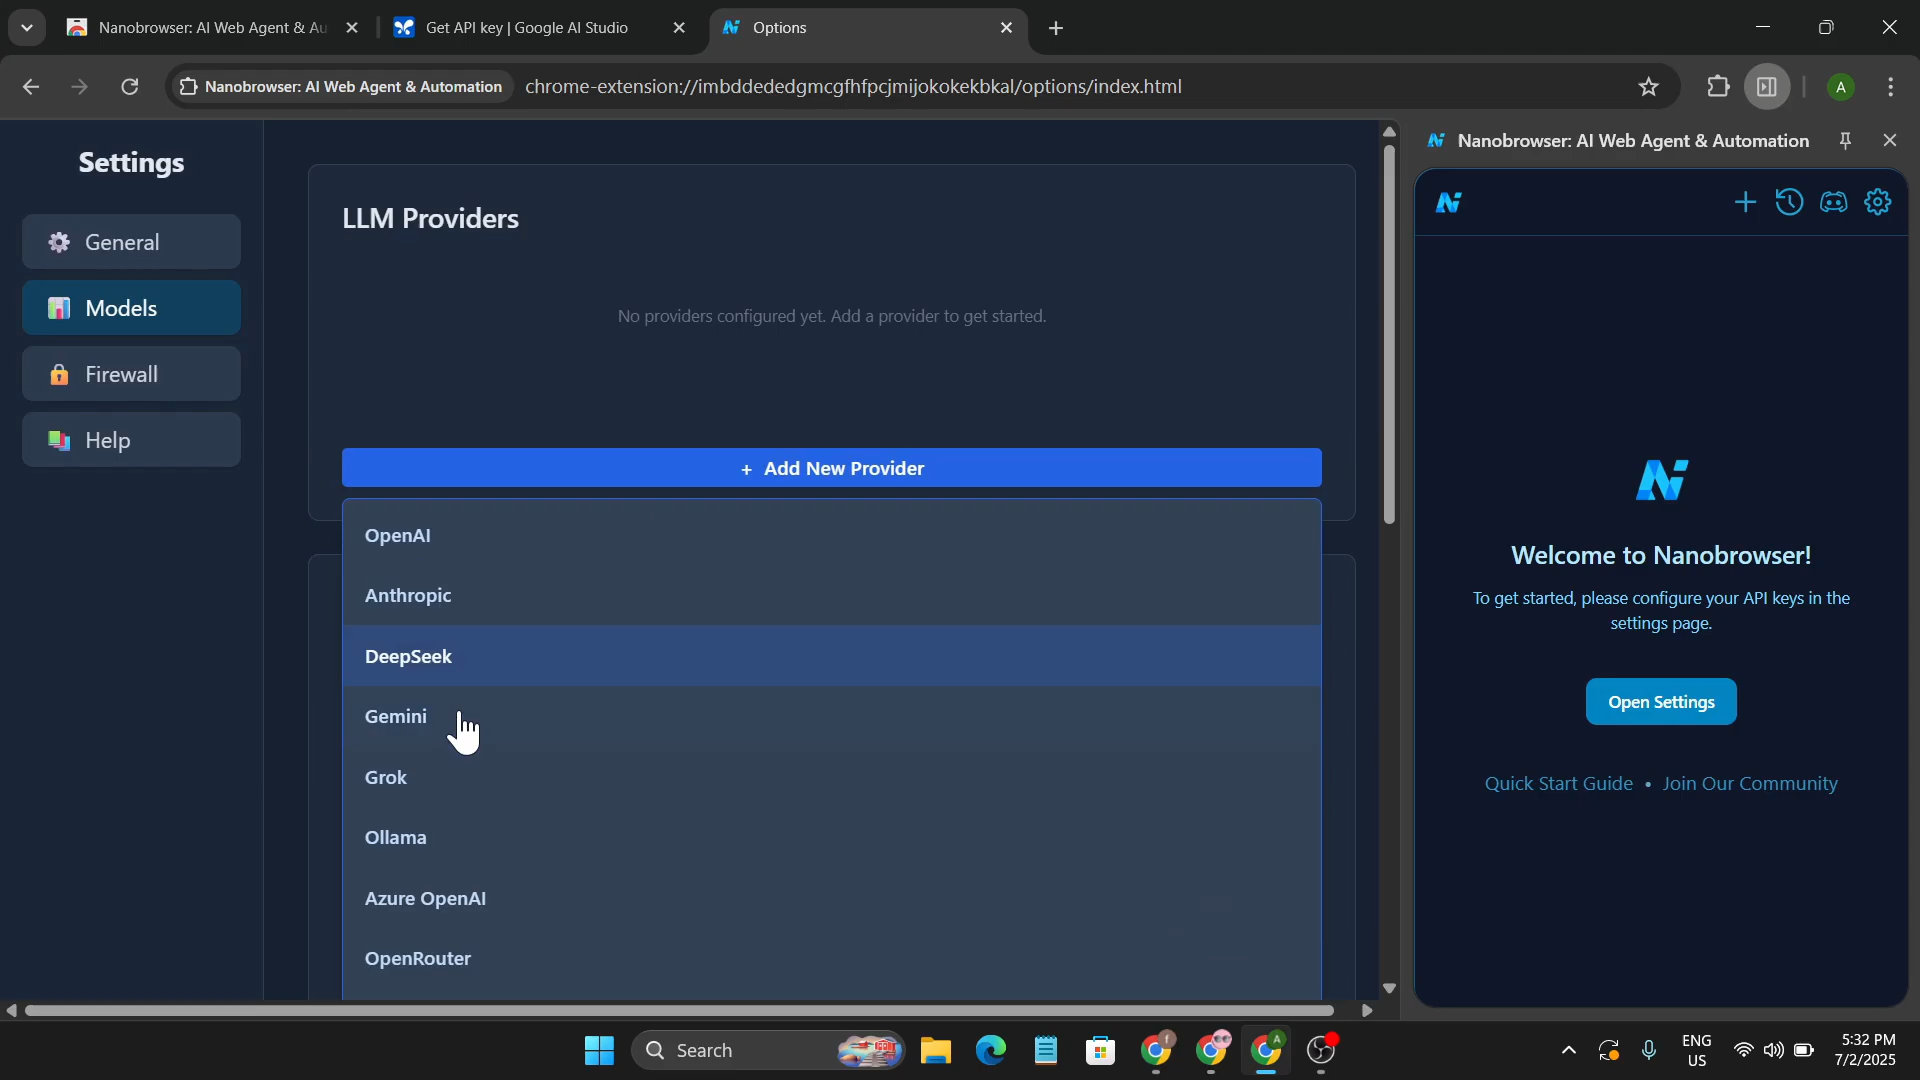 Nanobrowser: AI Web Agent & Au
Get API key | Google AI Studio
Options
Nanobrowser: AI Web Agent & Automation
chrome-extension://imbddededgmcgfhfpcjmijokokekbkal/options/index.html
A
Settings
General
Models
Firewall
Help
LLM Providers
No providers configured yet. Add a provider to get started.
+ Add New Provider
OpenAI
Anthropic
DeepSeek
Gemini
Grok
Ollama
Azure OpenAI
OpenRouter
Nanobrowser: AI Web Agent & Automation
Welcome to Nanobrowser!
To get started, please configure your API keys in the
settings page.
Open Settings
Quick Start Guide • Join Our Community
Search
ENG
US
5:32 PM
7/2/2025